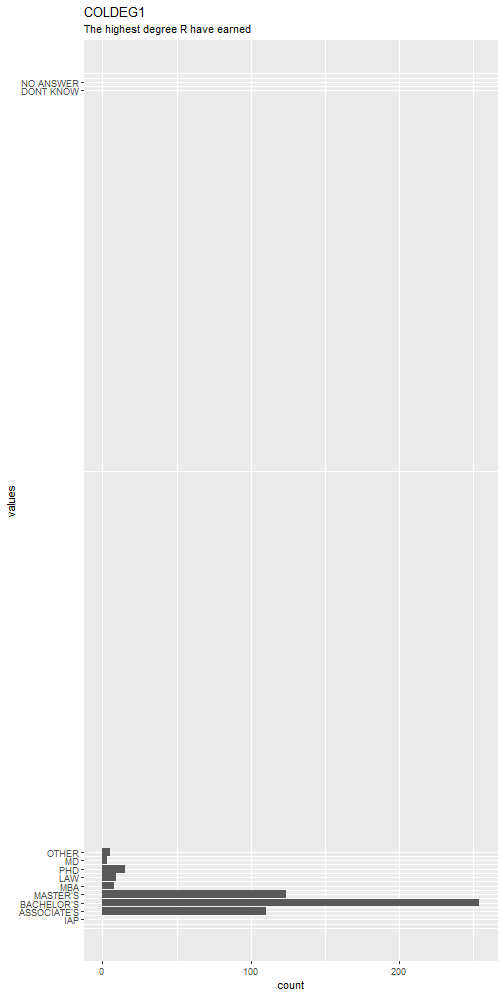 COLDEG1
The highest degree R have earned
NO ANSWER
DONT KNOW
values
OTHER
MD
PHD
LAW
MBA
MASTER'S
BACHELOR'S
ASSOCIATE'S
IAP
0 100 200
count